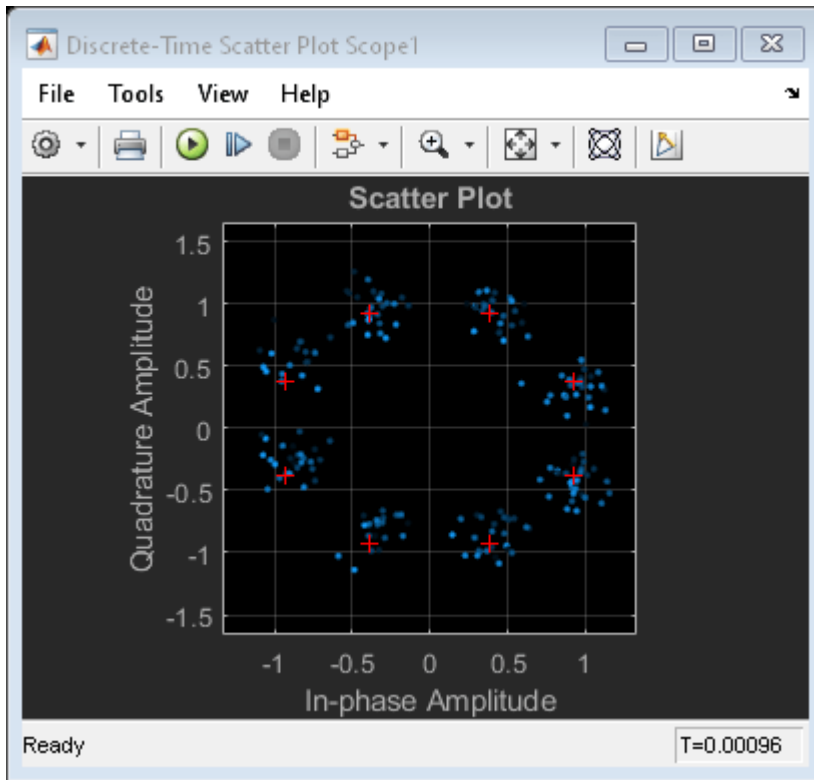 Discrete-Time Scatter Plot Scope1
File Tools View Help
Scatter Plot
Quadrature Amplitude
1.5
1
0.5
0
-0.5
-1
-1.5
-1 -0.5 0 0.5 1
In-phase Amplitude
Ready T=0.00096